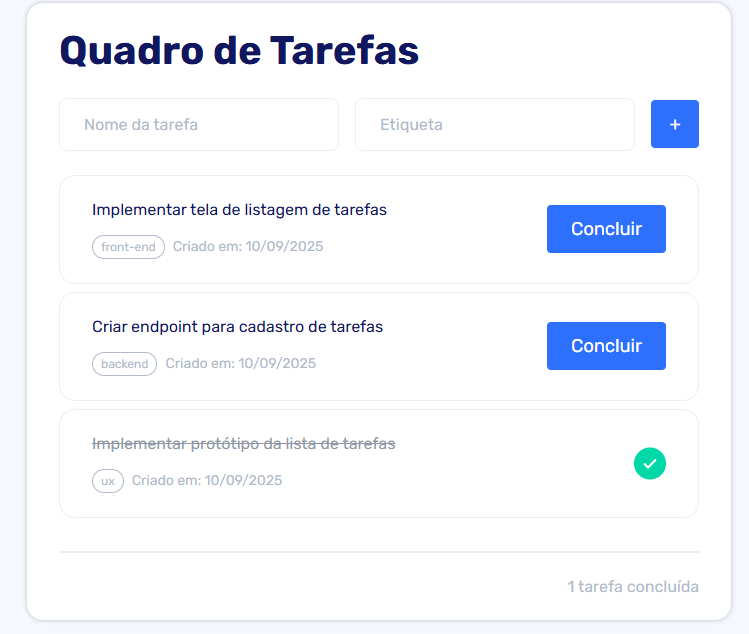 Quadro de Tarefas
Nome da tarefa
Etiqueta
+
Implementar tela de listagem de tarefas
front-end Criado em: 10/09/2025
Concluir
Criar endpoint para cadastro de tarefas
backend Criado em: 10/09/2025
Concluir
Implementar protótipo da lista de tarefas
ux Criado em: 10/09/2025
1 tarefa concluída